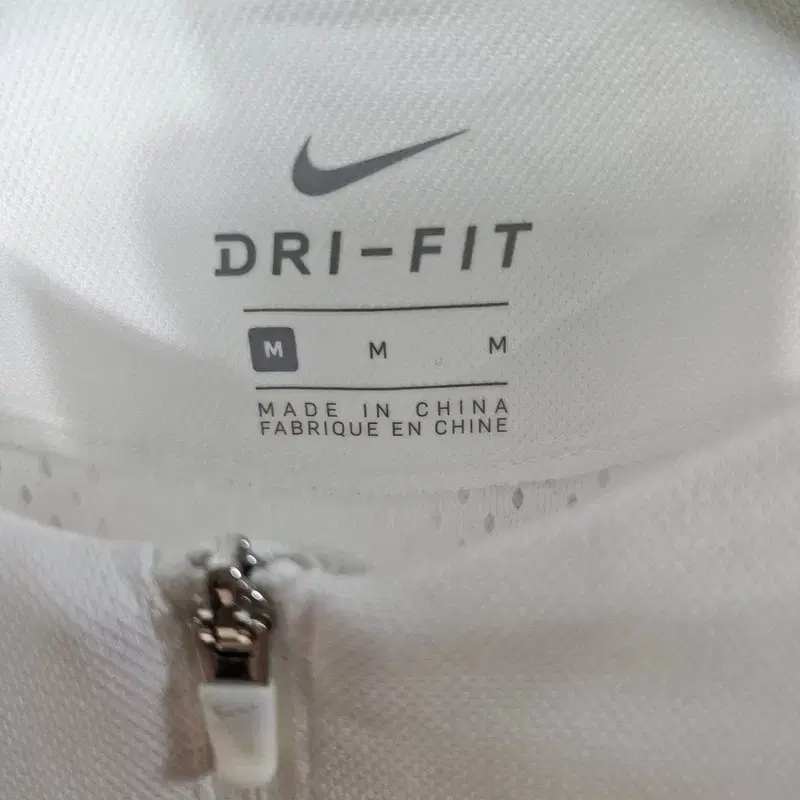 DRI-FIT
M M M
MADE IN CHINA
FABRIQUE EN CHINE